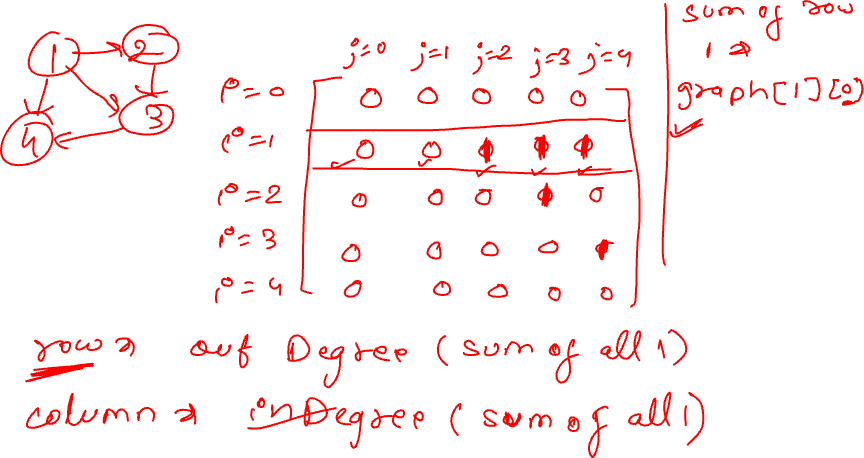 1 2
4 3
j=0 j=1 j=2 j=3 j=4
i=0 0 0 0 0 0
i=1 0 0 1 1 1
i=2 0 0 0 1 0
i=3 0 0 0 0 1
i=4 0 0 0 0 0
sum of row
1 →
graph[1][0]
row → out Degree (sum of all 1)
column → inDegree (sum of all 1)